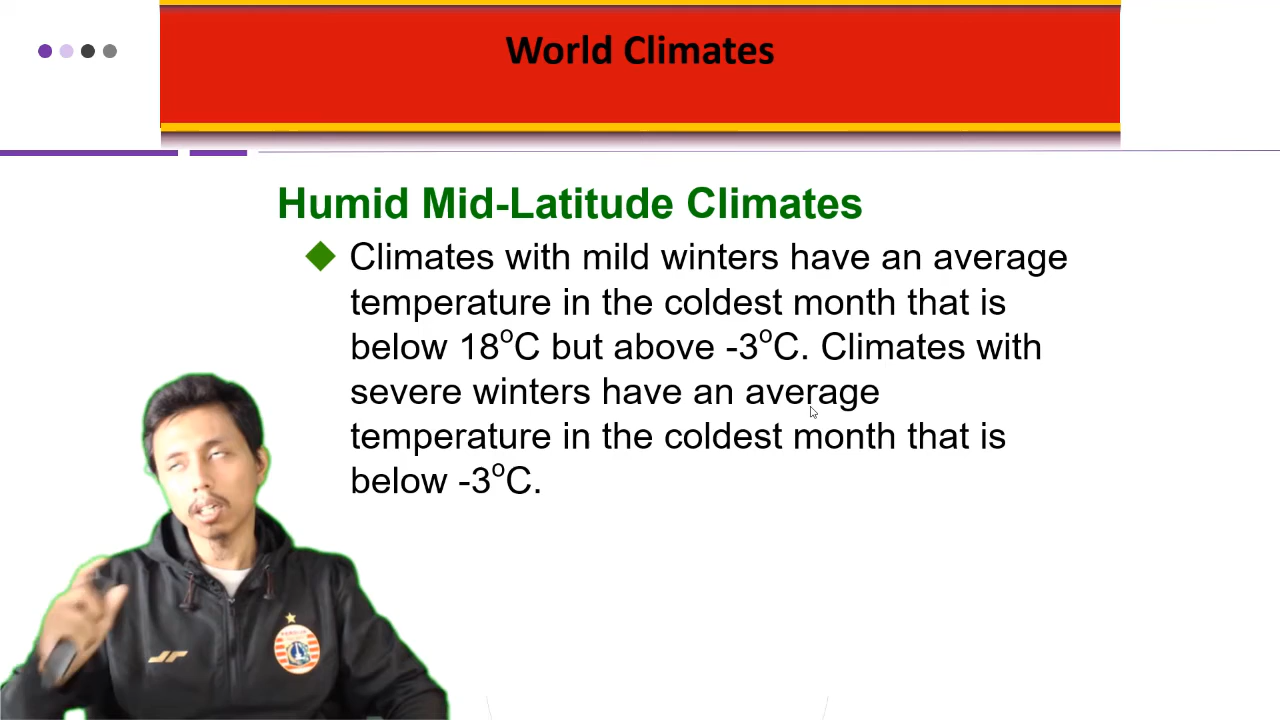 World Climates
Humid Mid-Latitude Climates
Climates with mild winters have an average
temperature in the coldest month that is
below 18°C but above -3°C. Climates with
severe winters have an average
temperature in the coldest month that is
below -3°C.